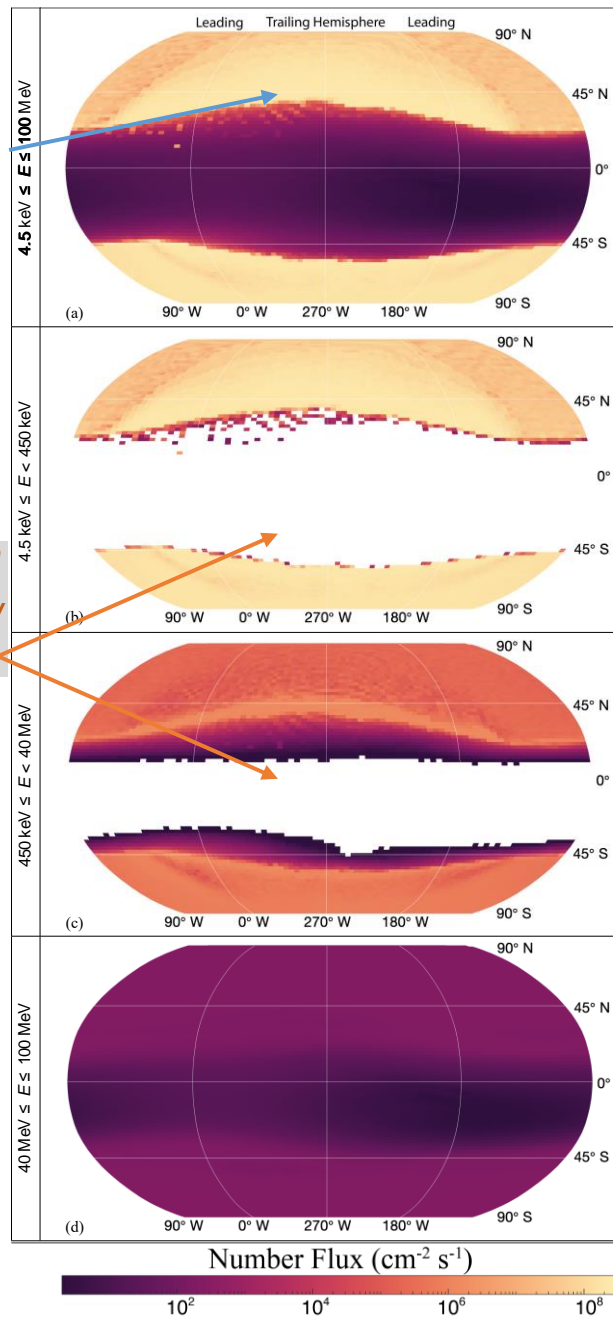 Leading Trailing Hemisphere Leading
90° N
45° N
0°
45° S
90° S
4.5 keV ≤ E ≤ 100 MeV
(a)
90° W 0° W 270° W 180° W
90° N
45° N
0°
45° S
90° S
4.5 keV ≤ E < 450 keV
(b)
90° W 0° W 270° W 180° W
90° N
45° N
0°
45° S
90° S
450 keV ≤ E < 40 MeV
(c)
90° W 0° W 270° W 180° W
90° N
45° N
0°
45° S
90° S
40 MeV ≤ E ≤ 100 MeV
(d)
90° W 0° W 270° W 180° W
Number Flux (cm⁻² s⁻¹)
10² 10⁴ 10⁶ 10⁸